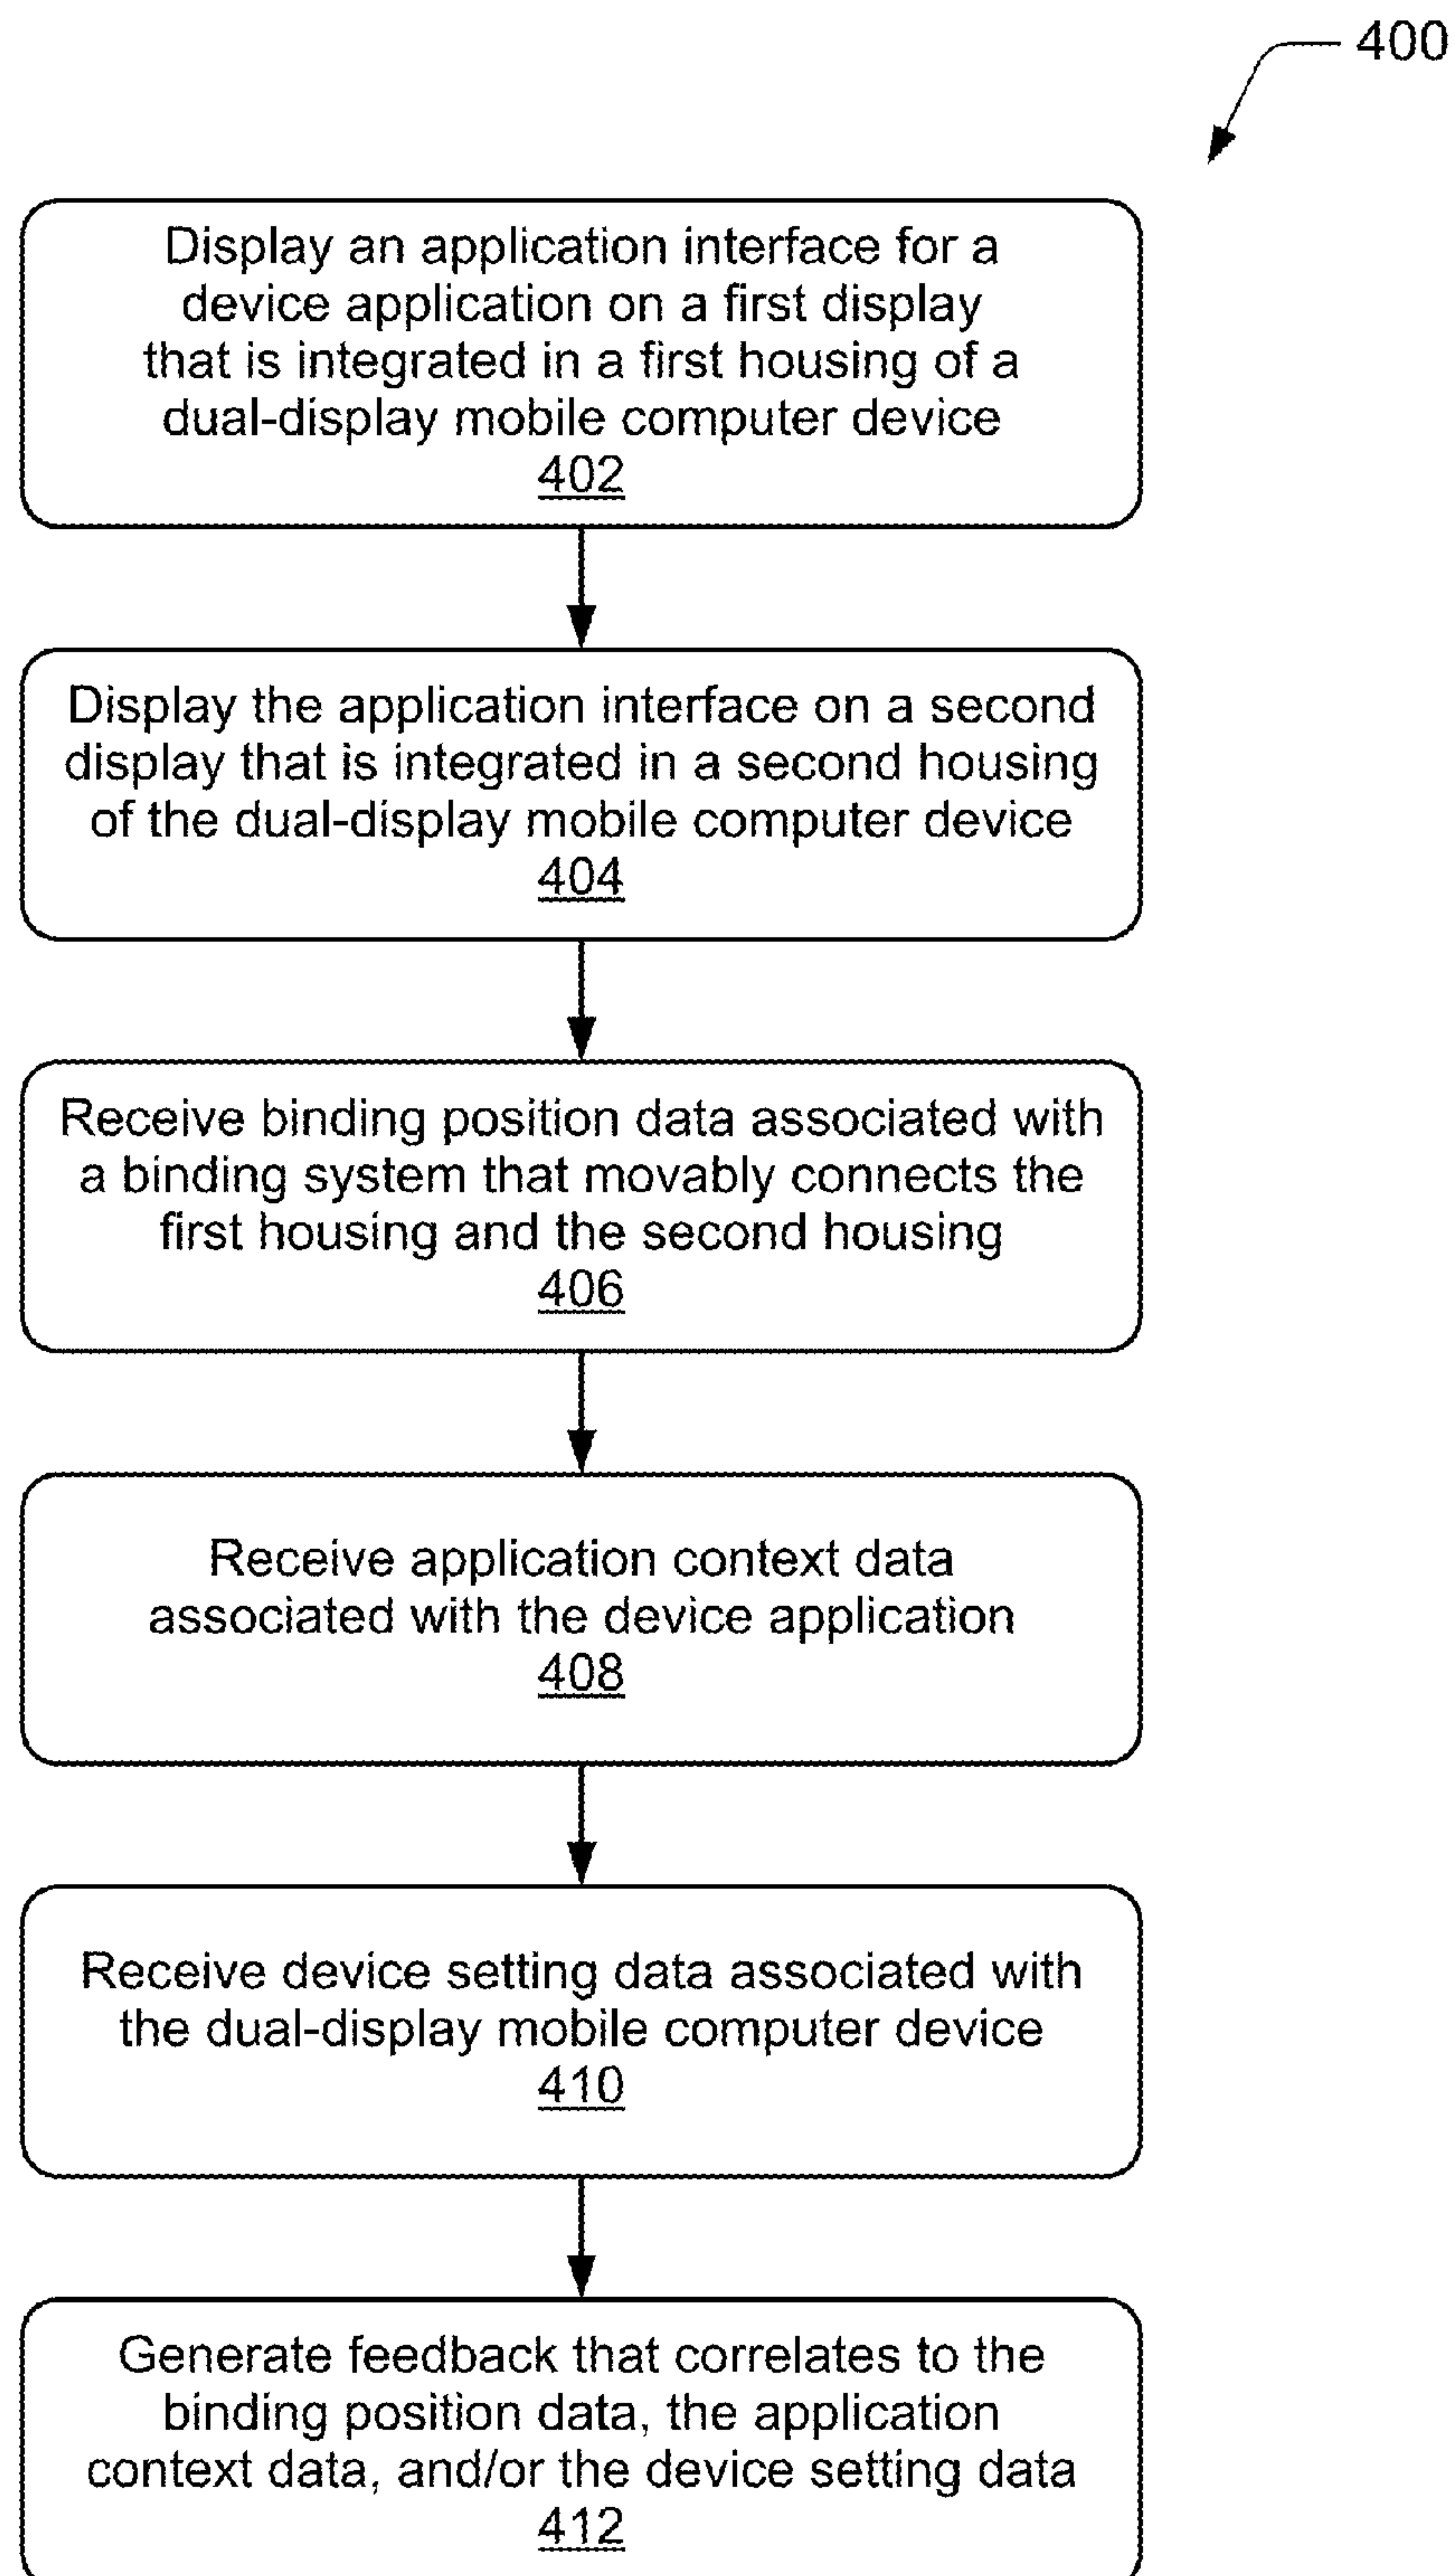 400
Display an application interface for a
device application on a first display
that is integrated in a first housing of a
dual-display mobile computer device
402
Display the application interface on a second
display that is integrated in a second housing
of the dual-display mobile computer device
404
Receive binding position data associated with
a binding system that movably connects the
first housing and the second housing
406
Receive application context data
associated with the device application
408
Receive device setting data associated with
the dual-display mobile computer device
410
Generate feedback that correlates to the
binding position data, the application
context data, and/or the device setting data
412